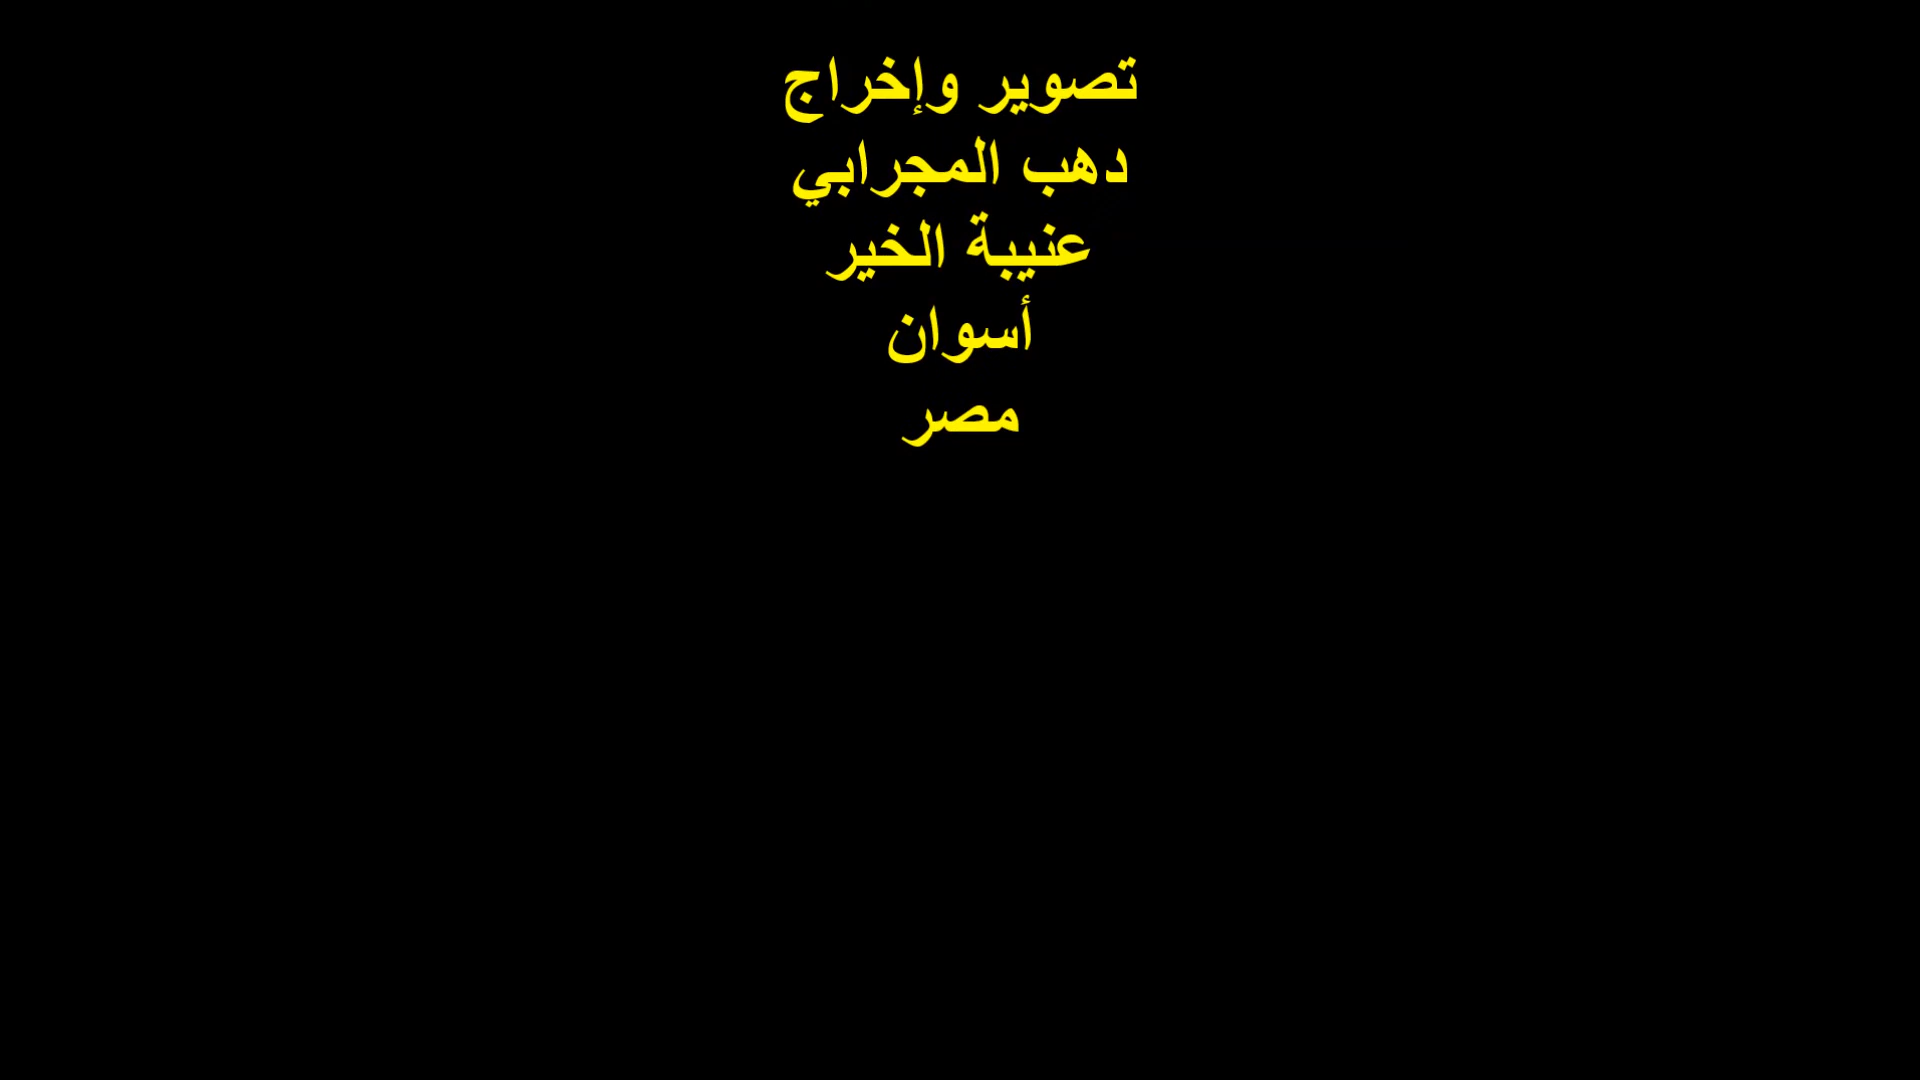 تصوير وإخراج
دهب المجرابي
عنيبة الخير
أسوان
مصر